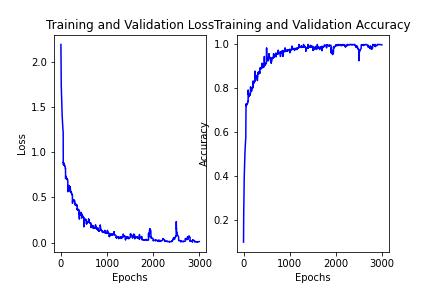 Training and Validation Loss
2.0
1.5
1.0
0.5
0.0
Loss
0 1000 2000 3000
Epochs
Training and Validation Accuracy
1.0
0.8
0.6
0.4
0.2
Accuracy
0 1000 2000 3000
Epochs